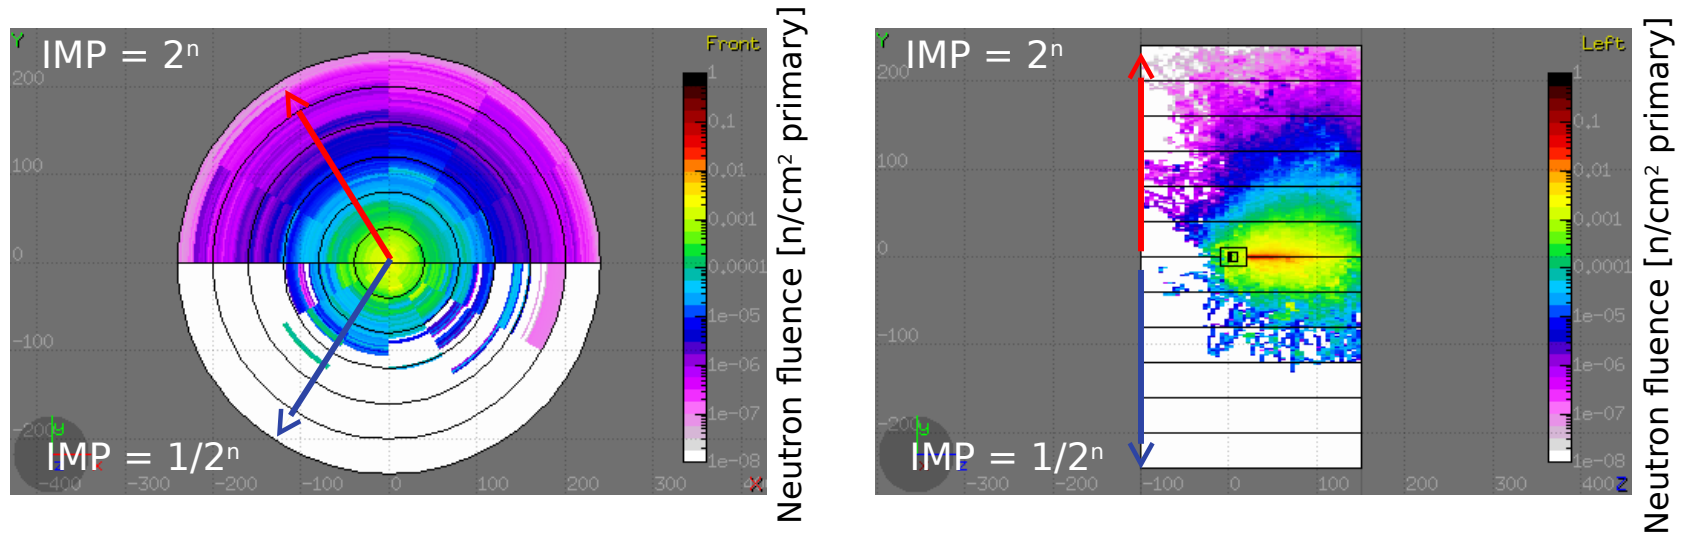 IMP = 2ⁿ
Y
Front
200
100
0
-100
-200
-400
-300
-100
0
100
200
300
X
y
IMP = 1/2ⁿ
1
0.1
0.01
0.001
0.0001
1e-05
1e-06
1e-07
1e-08
Neutron fluence [n/cm² primary]
IMP = 2ⁿ
Y
Left
200
100
0
-100
-200
-300
-100
0
100
200
300
400
Z
y
z
IMP = 1/2ⁿ
1
0.1
0.01
0.001
0.0001
1e-05
1e-06
1e-07
1e-08
Neutron fluence [n/cm² primary]